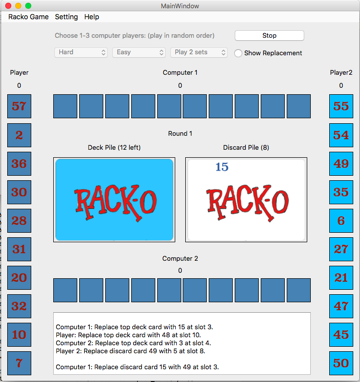 MainWindow
Racko Game Setting Help
Choose 1-3 computer players: (play in random order) Stop
Hard Easy Play 2 sets Show Replacement
Player Computer 1 Player2
0 0 0
57 55
2 54
Round 1
36 Deck Pile (12 left) Discard Pile (8) 39
15
30 35
RACK-O RACK-O
28 6
31 27
Computer 2
20 21
0
32 47
10 45
7 50
Computer 1: Replace top deck card with 15 at slot 3.
Player: Replace top deck card with 48 at slot 10.
Computer 2: Replace top deck card with 3 at slot 4.
Player 2: Replace discard card 49 with 5 at slot 8.
Computer 1: Replace discard card 15 with 49 at slot 3.